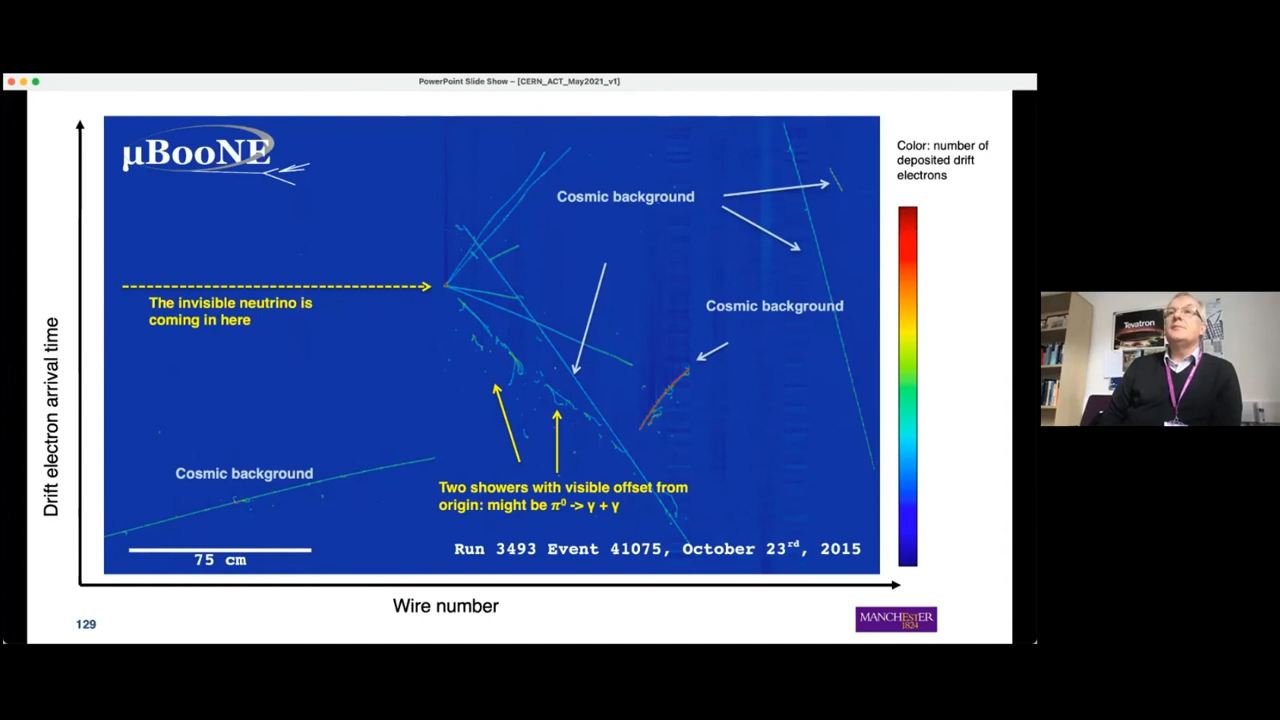 PowerPoint Slide Show – [CERN_ACT_May2021_v1]
µBooNE
Cosmic background
Color: number of
deposited drift
electrons
The invisible neutrino is
coming in here
Cosmic background
Drift electron arrival time
Cosmic background
Two showers with visible offset from
origin: might be π⁰ -> γ + γ
75 cm
Run 3493 Event 41075, October 23rd, 2015
Wire number
129
MANCHESTER
1824
Tevatron